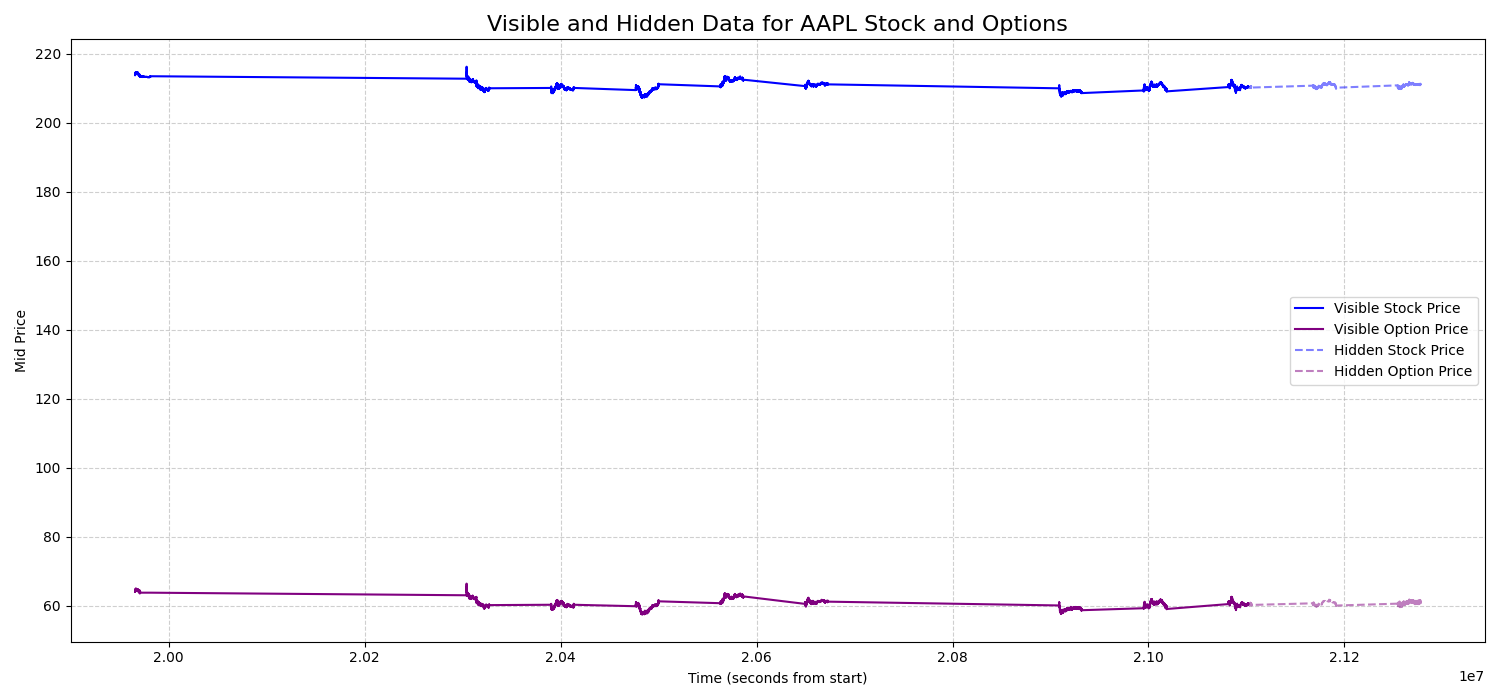 Visible and Hidden Data for AAPL Stock and Options
Mid Price
220
200
180
160
140
120
100
80
60
Visible Stock Price
Visible Option Price
Hidden Stock Price
Hidden Option Price
2.00 2.02 2.04 2.06 2.08 2.10 2.12
1e7
Time (seconds from start)